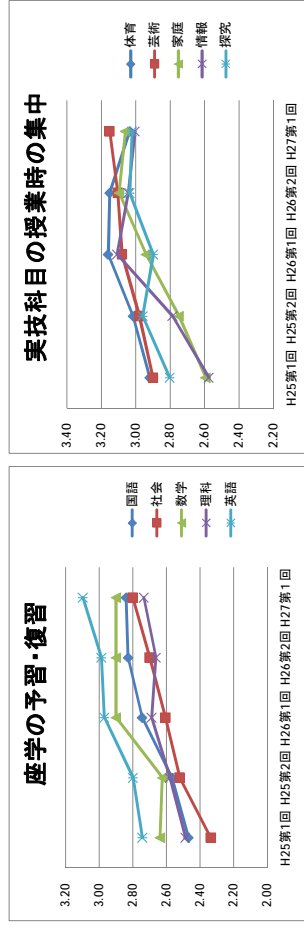 座学の予習・復習
3.20
3.00
2.80
2.60
2.40
2.20
2.00
H25第1回 H25第2回 H26第1回 H26第2回 H27第1回
国語
社会
数学
理科
英語
実技科目の授業時の集中
3.40
3.20
3.00
2.80
2.60
2.40
2.20
H25第1回 H25第2回 H26第1回 H26第2回 H27第1回
体育
芸術
家庭
情報
探究